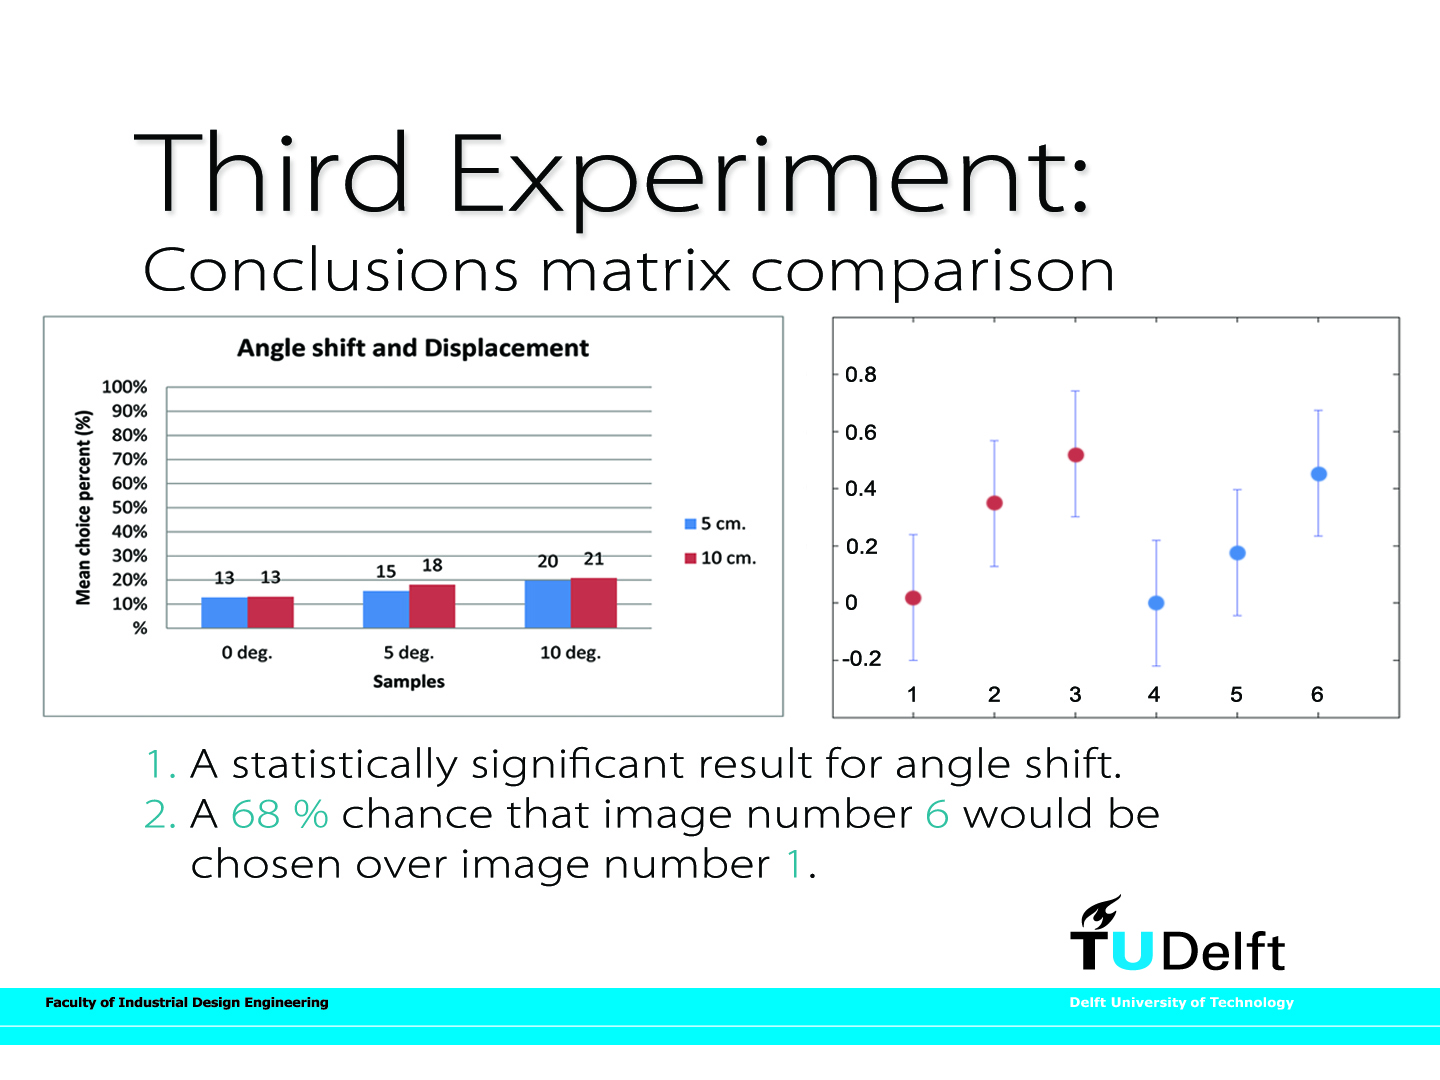 Third Experiment:
Conclusions matrix comparison
Angle shift and Displacement
Mean choice percent (%)
100%
90%
80%
70%
60%
50%
40%
30%
20%
10%
%
13
13
15
18
20
21
0 deg.
5 deg.
10 deg.
Samples
5 cm.
10 cm.
0.8
0.6
0.4
0.2
0
-0.2
1 2 3 4 5 6
1. A statistically significant result for angle shift.
2. A 68 % chance that image number 6 would be
chosen over image number 1.
TU Delft
Faculty of Industrial Design Engineering
Delft University of Technology